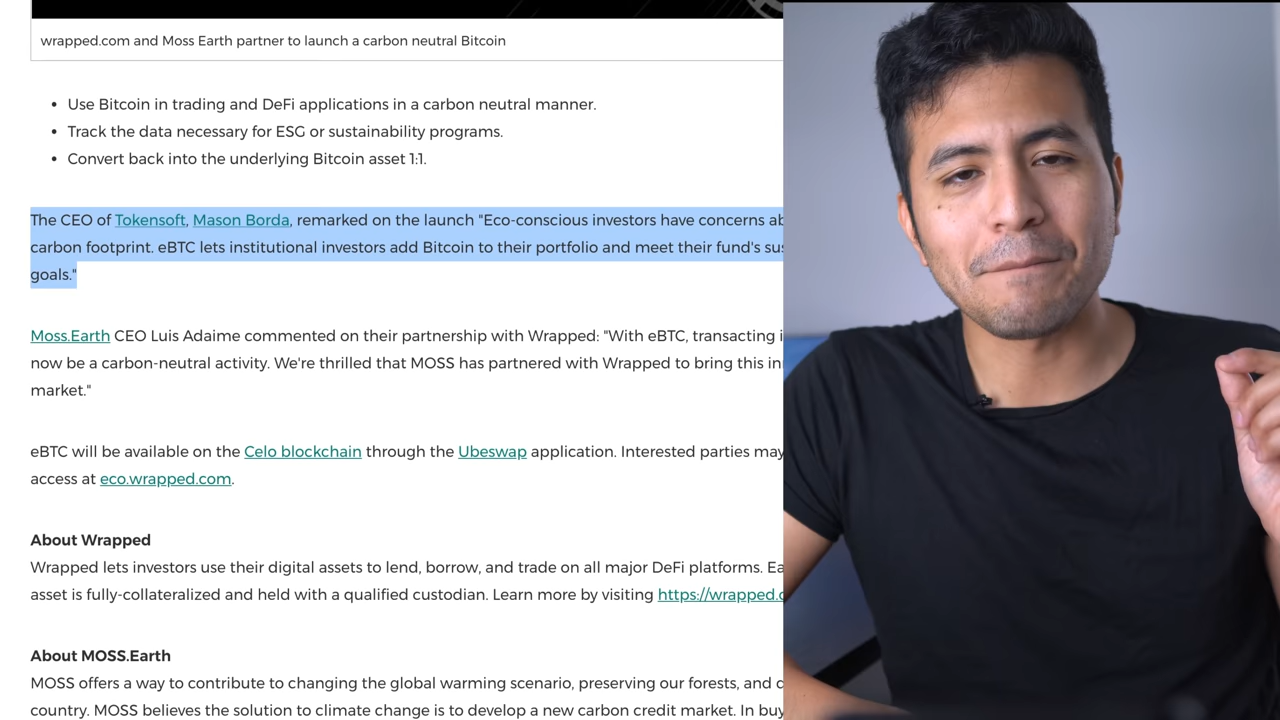 wrapped.com and Moss Earth partner to launch a carbon neutral Bitcoin
• Use Bitcoin in trading and DeFi applications in a carbon neutral manner.
• Track the data necessary for ESG or sustainability programs.
• Convert back into the underlying Bitcoin asset 1:1.
The CEO of Tokensoft, Mason Borda, remarked on the launch "Eco-conscious investors have concerns
carbon footprint. eBTC lets institutional investors add Bitcoin to their portfolio and meet their fund's
goals."
Moss.Earth CEO Luis Adaime commented on their partnership with Wrapped: "With eBTC, transacting
now be a carbon-neutral activity. We're thrilled that MOSS has partnered with Wrapped to bring this
market."
eBTC will be available on the Celo blockchain through the Ubeswap application. Interested parties may
access at eco.wrapped.com.
About Wrapped
Wrapped lets investors use their digital assets to lend, borrow, and trade on all major DeFi platforms.
asset is fully-collateralized and held with a qualified custodian. Learn more by visiting https://wrapped.
About MOSS.Earth
MOSS offers a way to contribute to changing the global warming scenario, preserving our forests, and
country. MOSS believes the solution to climate change is to develop a new carbon credit market. In